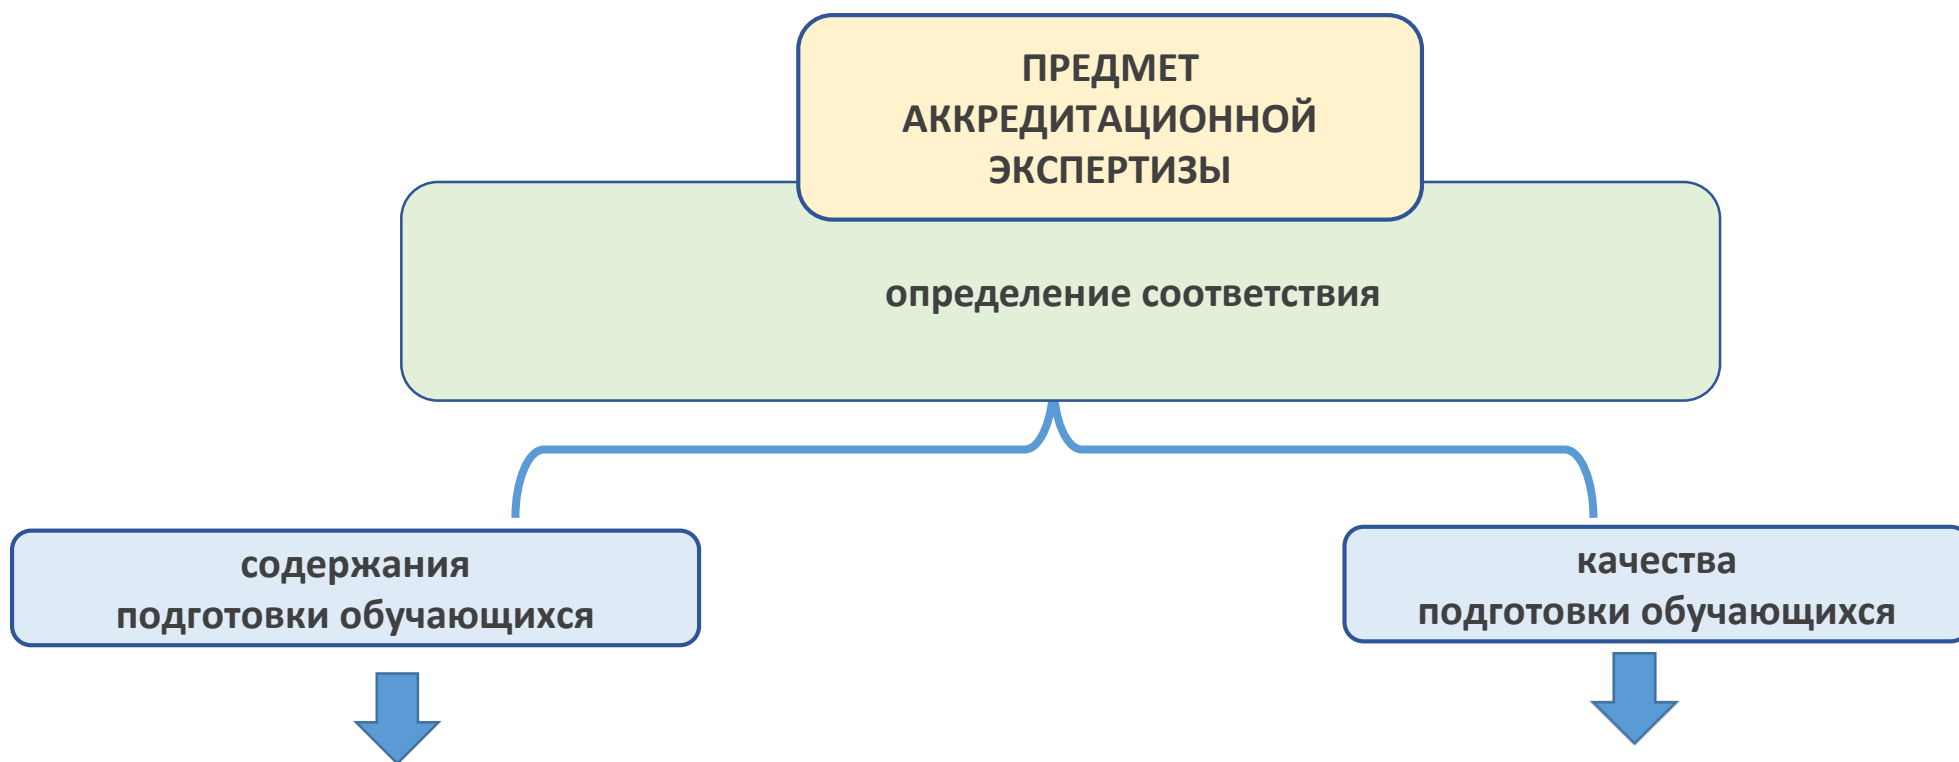 ПРЕДМЕТ
АККРЕДИТАЦИОННОЙ
ЭКСПЕРТИЗЫ
определение соответствия
содержания
подготовки обучающихся
качества
подготовки обучающихся